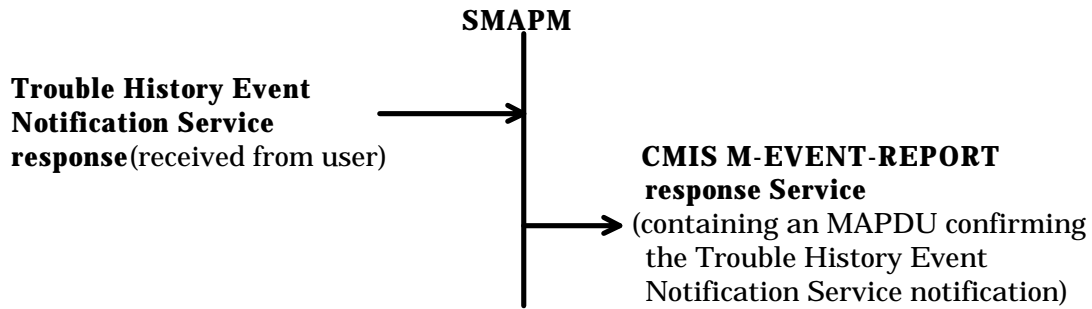 SMAPM
Trouble History Event
Notification Service
response(received from user)
CMIS M-EVENT-REPORT
response Service
(containing an MAPDU confirming
the Trouble History Event
Notification Service notification)